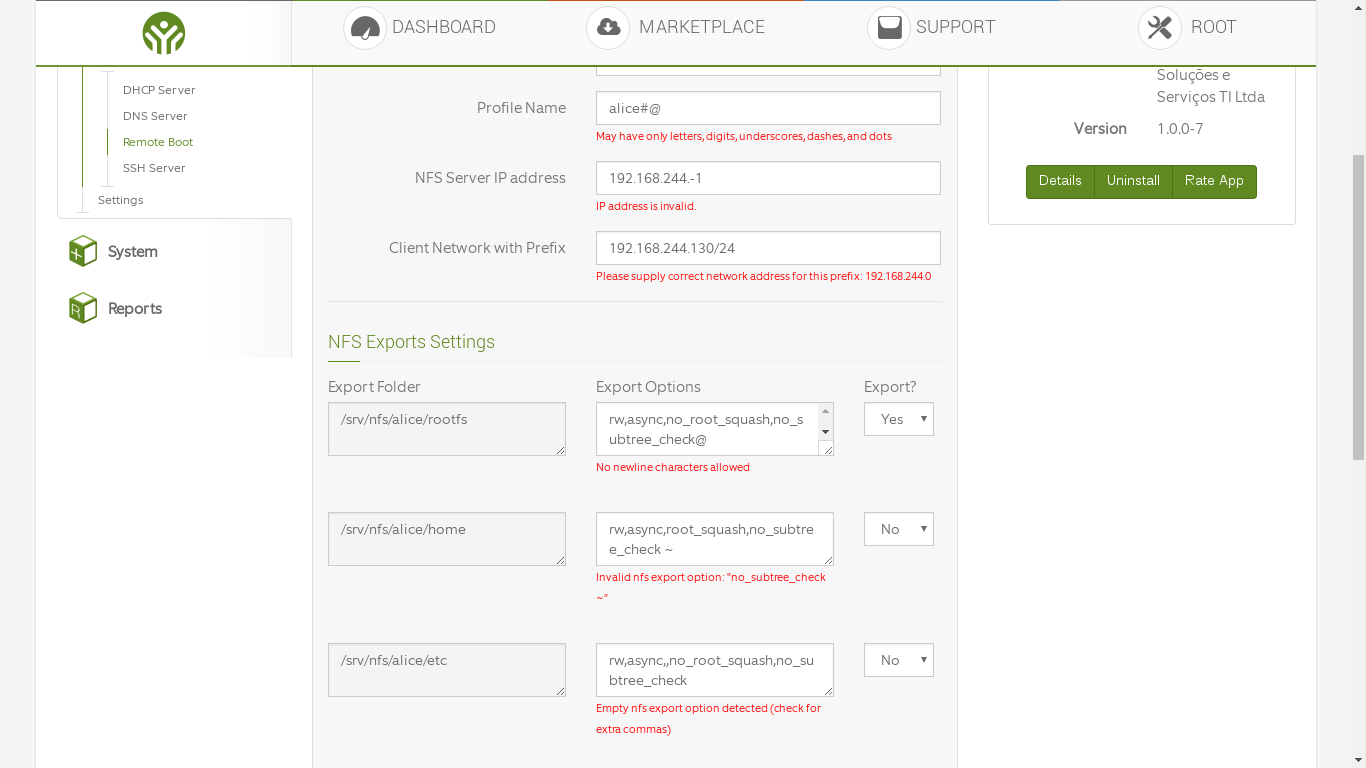 DASHBOARD
MARKETPLACE
SUPPORT
ROOT
DHCP Server
DNS Server
Remote Boot
SSH Server
Settings
System
Reports
Profile Name
alice#@
May have only letters, digits, underscores, dashes, and dots
NFS Server IP address
192.168.244.-1
IP address is invalid.
Client Network with Prefix
192.168.244.130/24
Please supply correct network address for this prefix: 192.168.244.0
NFS Exports Settings
Export Folder
Export Options
Export?
/srv/nfs/alice/rootfs
rw,async,no_root_squash,no_s
ubtree_check@
Yes
No newline characters allowed
/srv/nfs/alice/home
rw,async,root_squash,no_subtre
e_check ~
No
Invalid nfs export option: "no_subtree_check
~"
/srv/nfs/alice/etc
rw,async,,no_root_squash,no_su
btree_check
No
Empty nfs export option detected (check for
extra commas)
Soluções e
Serviços TI Ltda
Version
1.0.0-7
Details
Uninstall
Rate App